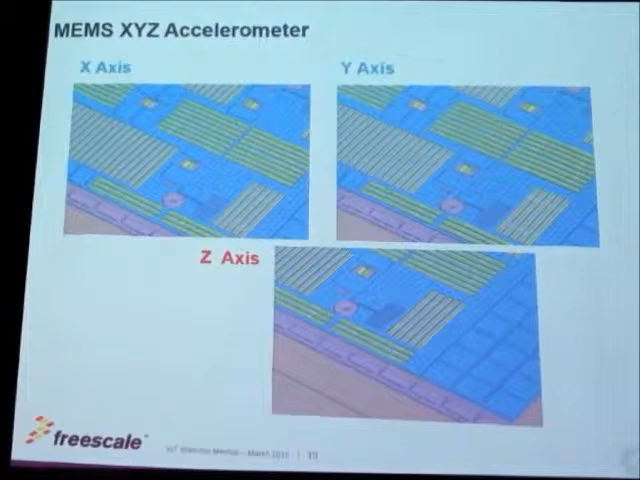 MEMS XYZ Accelerometer
X Axis
Y Axis
Z Axis
freescale